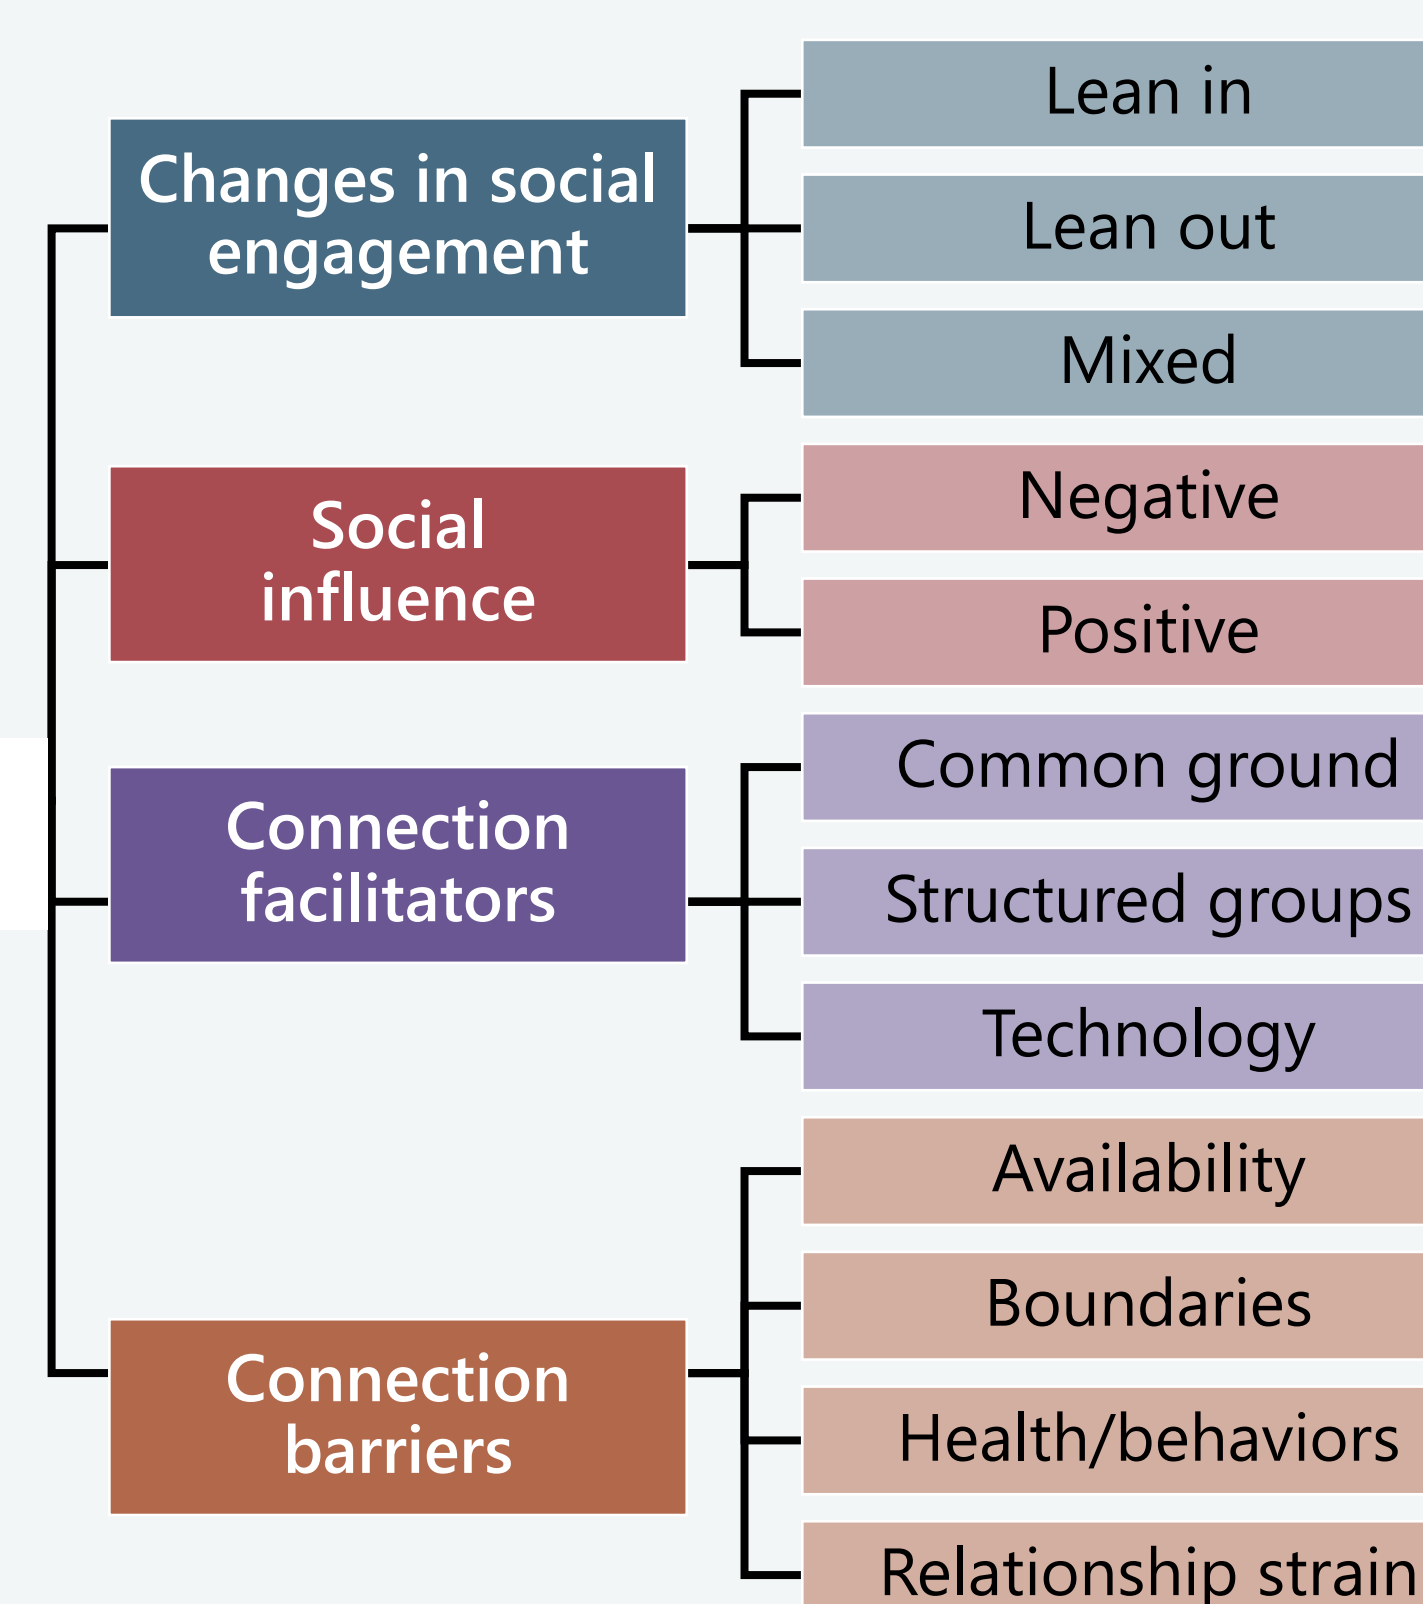 Changes in social
engagement
Lean in
Lean out
Mixed
Social
influence
Negative
Positive
Connection
facilitators
Common ground
Structured groups
Technology
Connection
barriers
Availability
Boundaries
Health/behaviors
Relationship strain